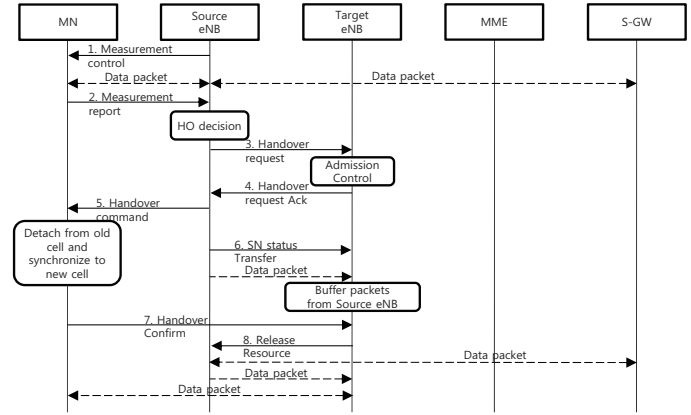 MN
Source
eNB
Target
eNB
MME
S-GW
1. Measurement
control
Data packet
Data packet
2. Measurement
report
HO decision
3. Handover
request
Admission
Control
4. Handover
request Ack
5. Handover
command
Detach from old
cell and
synchronize to
new cell
6. SN status
Transfer
Data packet
Buffer packets
from Source eNB
7. Handover
Confirm
8. Release
Resource
Data packet
Data packet
Data packet